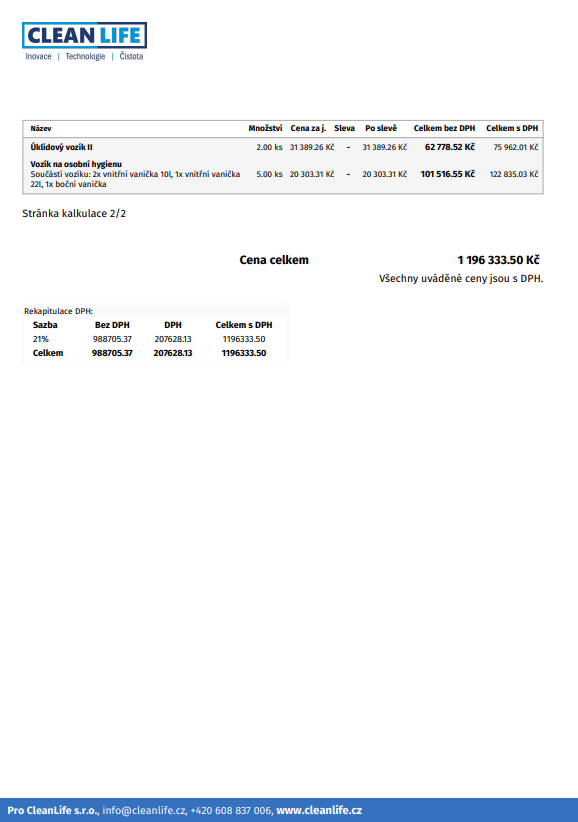 CLEAN LIFE
Inovace | Technologie | Čistota
Název Množství Cena za j. Sleva Po slevě Celkem bez DPH Celkem s DPH
Úklidový vozík II 2.00 ks 31 389.26 Kč - 31 389.26 Kč 62 778.52 Kč 75 962.01 Kč
Vozík na osobní hygienu
Součástí vozíku: 2x vnitřní vanička 10l, 1x vnitřní vanička 5.00 ks 20 303.31 Kč - 20 303.31 Kč 101 516.55 Kč 122 835.03 Kč
22l, 1x boční vanička
Stránka kalkulace 2/2
Cena celkem 1 196 333.50 Kč
Všechny uváděné ceny jsou s DPH.
Rekapitulace DPH:
Sazba Bez DPH DPH Celkem s DPH
21% 988705.37 207628.13 1196333.50
Celkem 988705.37 207628.13 1196333.50
Pro CleanLife s.r.o., info@cleanlife.cz, +420 608 837 006, www.cleanlife.cz